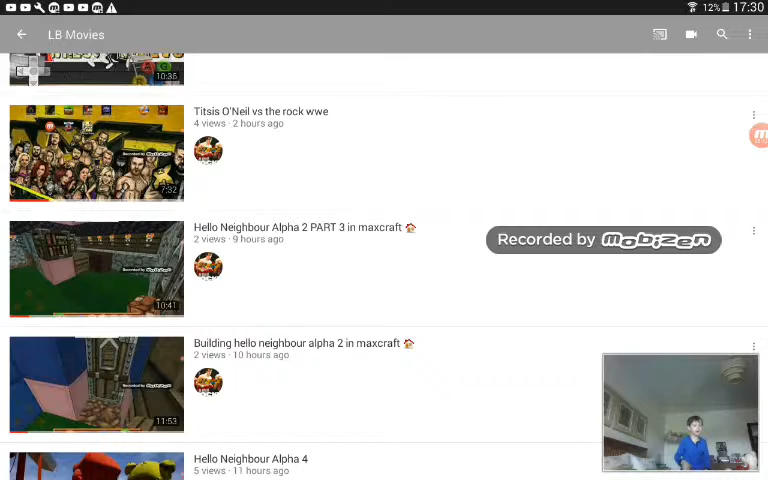 12% 17:30
LB Movies
10:36
Titsis O'Neil vs the rock wwe
4 views · 2 hours ago
7:32
Hello Neighbour Alpha 2 PART 3 in maxcraft 🏠
2 views · 9 hours ago
Recorded by mobizen
10:41
Building hello neighbour alpha 2 in maxcraft 🏠
2 views · 10 hours ago
11:53
Hello Neighbour Alpha 4
5 views · 11 hours ago